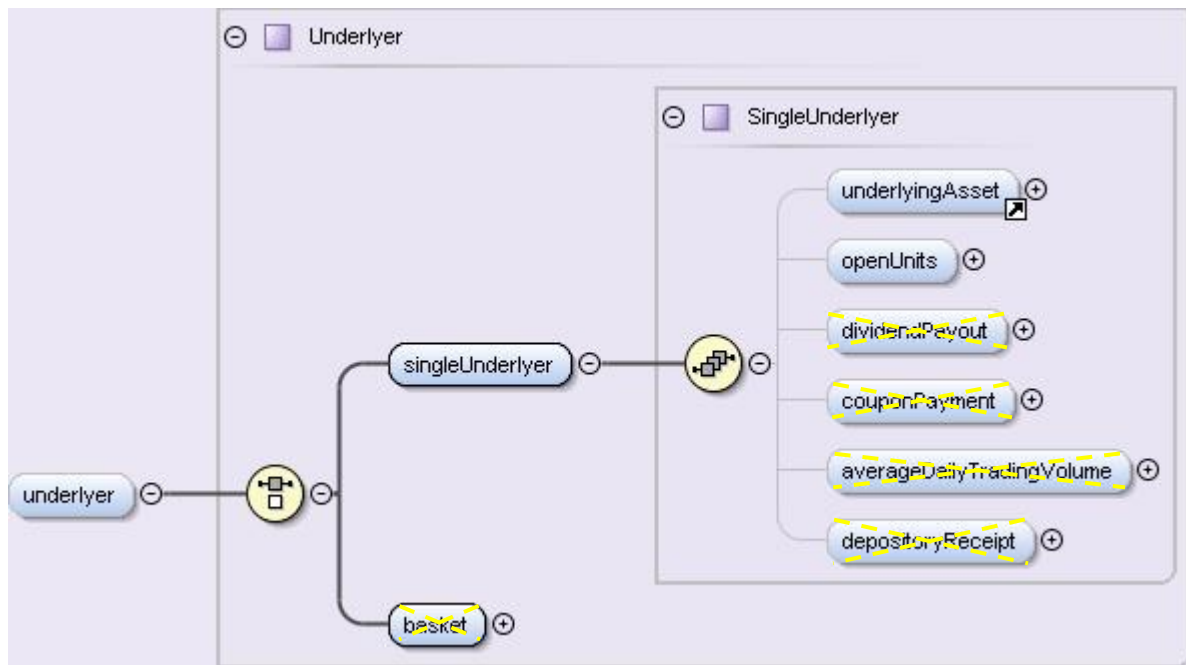 Underlyer
SingleUnderlyer
underlyingAsset
openUnits
dividendPayout
singleUnderlyer
couponPayment
averageDailyTradingVolume
underlyer
depositoryReceipt
basket